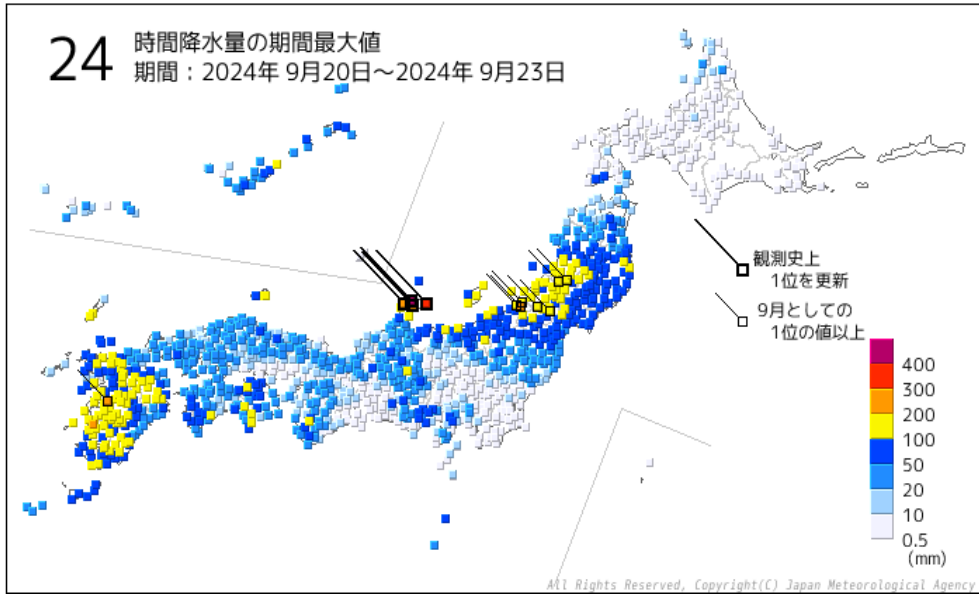 24 時間降水量の期間最大値
期間：2024年 9月20日～2024年 9月23日
観測史上
1位を更新
9月としての
1位の値以上
400
300
200
100
50
20
10
0.5
(mm)
All Rights Reserved, Copyright(C) Japan Meteorological Agency